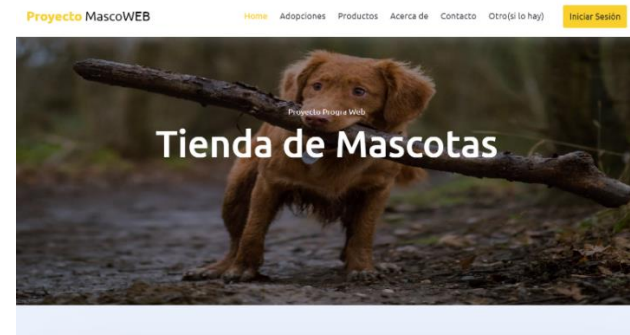 Proyecto MascoWEB
Home Adopciones Productos Acerca de Contacto Otro(si lo hay) Iniciar Sesión
Proyecto Progra Web
Tienda de Mascotas